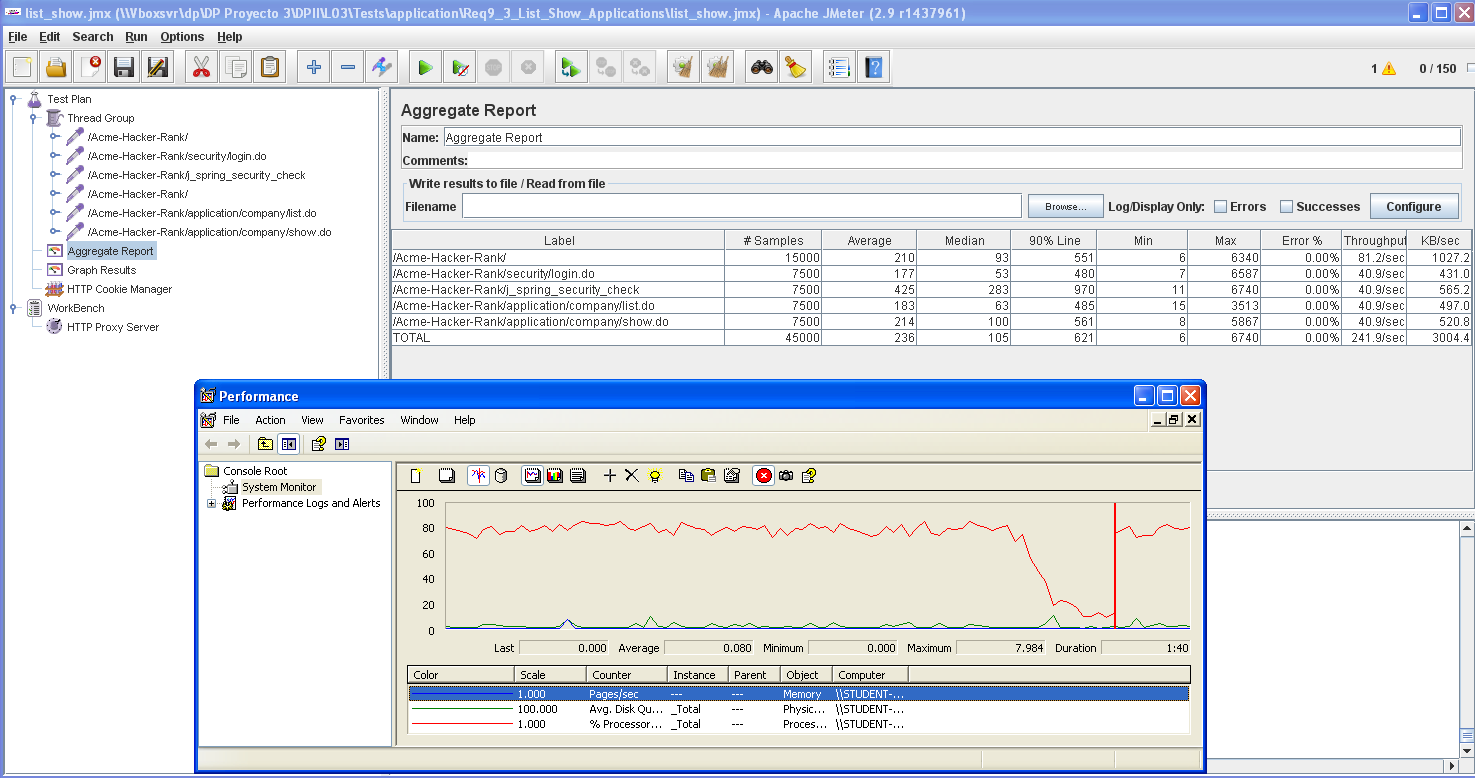 list_show.jmx (\\Vboxsvr\dp\DP Proyecto 3\DPII\L03\Tests\application\Req9_3_List_Show_Applications\list_show.jmx) - Apache JMeter (2.9 r1437961)
File Edit Search Run Options Help
1 0 / 150
Test Plan
Thread Group
/Acme-Hacker-Rank/
/Acme-Hacker-Rank/security/login.do
/Acme-Hacker-Rank/j_spring_security_check
/Acme-Hacker-Rank/
/Acme-Hacker-Rank/application/company/list.do
/Acme-Hacker-Rank/application/company/show.do
Aggregate Report
Graph Results
HTTP Cookie Manager
WorkBench
HTTP Proxy Server
Aggregate Report
Name: Aggregate Report
Comments:
Write results to file / Read from file
Filename Browse... Log/Display Only: Errors Successes Configure
Label # Samples Average Median 90% Line Min Max Error % Throughput KB/sec
/Acme-Hacker-Rank/ 15000 210 93 551 6 6340 0.00% 81.2/sec 1027.2
/Acme-Hacker-Rank/security/login.do 7500 177 53 480 7 6587 0.00% 40.9/sec 431.0
/Acme-Hacker-Rank/j_spring_security_check 7500 425 283 970 11 6740 0.00% 40.9/sec 565.2
/Acme-Hacker-Rank/application/company/list.do 7500 183 63 485 15 3513 0.00% 40.9/sec 497.0
/Acme-Hacker-Rank/application/company/show.do 7500 214 100 561 8 5867 0.00% 40.9/sec 520.8
TOTAL 45000 236 105 621 6 6740 0.00% 241.9/sec 3004.4
Performance
File Action View Favorites Window Help
Console Root
System Monitor
Performance Logs and Alerts
100
80
60
40
20
0
Last 0.000 Average 0.080 Minimum 0.000 Maximum 7.984 Duration 1:40
Color Scale Counter Instance Parent Object Computer
1.000 Pages/sec --- --- Memory \\STUDENT-...
100.000 Avg. Disk Qu... _Total --- Physic... \\STUDENT-...
1.000 % Processor... _Total --- Proces... \\STUDENT-...